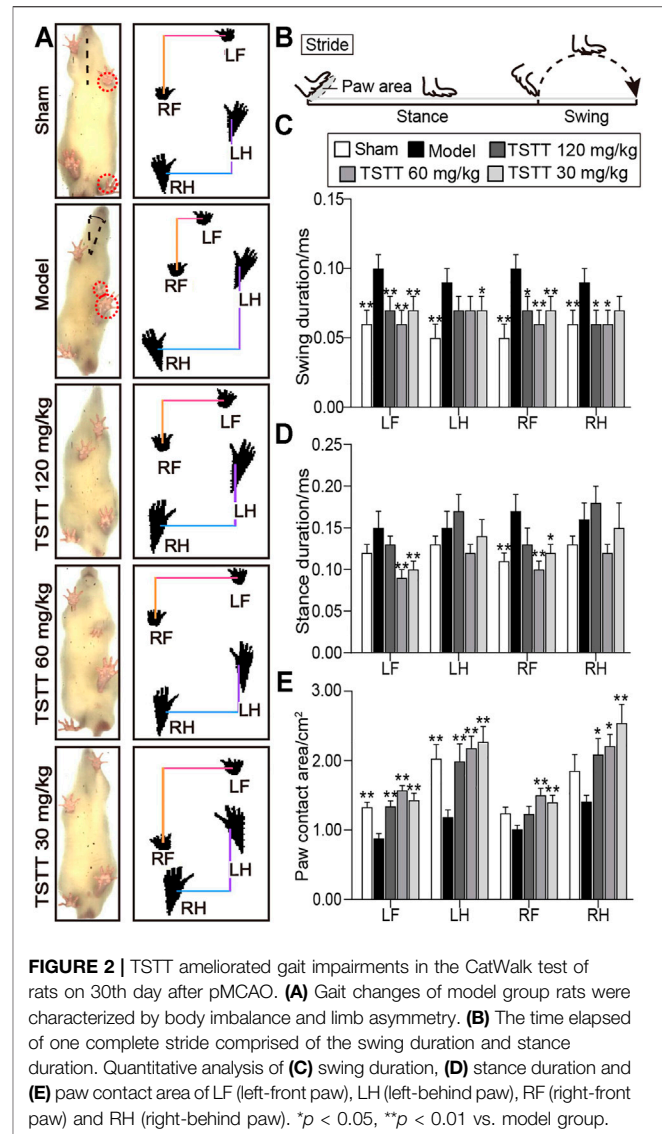 A
Sham
LF
RF
LH
RH
Model
LF
RF
LH
RH
TSTT 120 mg/kg
LF
RF
LH
RH
TSTT 60 mg/kg
LF
RF
LH
RH
TSTT 30 mg/kg
LF
RF
LH
RH
B
Stride
Paw area
Stance
Swing
C
Sham Model TSTT 120 mg/kg
TSTT 60 mg/kg TSTT 30 mg/kg
Swing duration/ms
0.15
0.10
0.05
0.00
** ** ** ** ** * ** * ** ** ** * *
LF LH RF RH
D
Stance duration/ms
0.25
0.20
0.15
0.10
0.05
0.00
** ** ** ** *
LF LH RF RH
E
Paw contact area/cm²
3.00
2.00
1.00
0.00
** ** ** ** ** ** ** ** ** ** * * **
LF LH RF RH
FIGURE 2 | TSTT ameliorated gait impairments in the CatWalk test of
rats on 30th day after pMCAO. (A) Gait changes of model group rats were
characterized by body imbalance and limb asymmetry. (B) The time elapsed
of one complete stride comprised of the swing duration and stance
duration. Quantitative analysis of (C) swing duration, (D) stance duration and
(E) paw contact area of LF (left-front paw), LH (left-behind paw), RF (right-front
paw) and RH (right-behind paw). *p < 0.05, **p < 0.01 vs. model group.